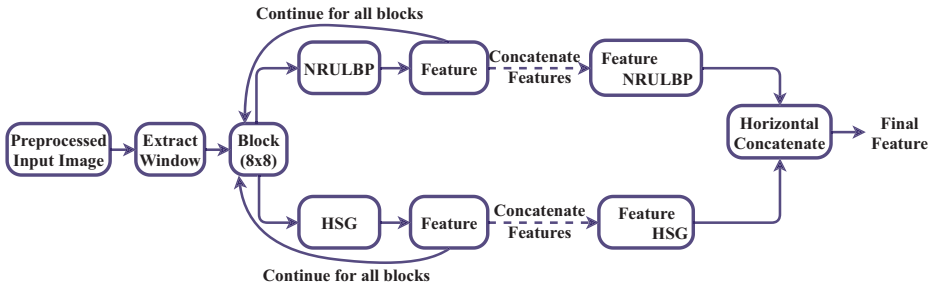 Continue for all blocks
NRULBP
Feature
Concatenate
Features
Feature
NRULBP
Preprocessed
Input Image
Extract
Window
Block
(8x8)
Horizontal
Concatenate
Final
Feature
HSG
Feature
Concatenate
Features
Feature
HSG
Continue for all blocks